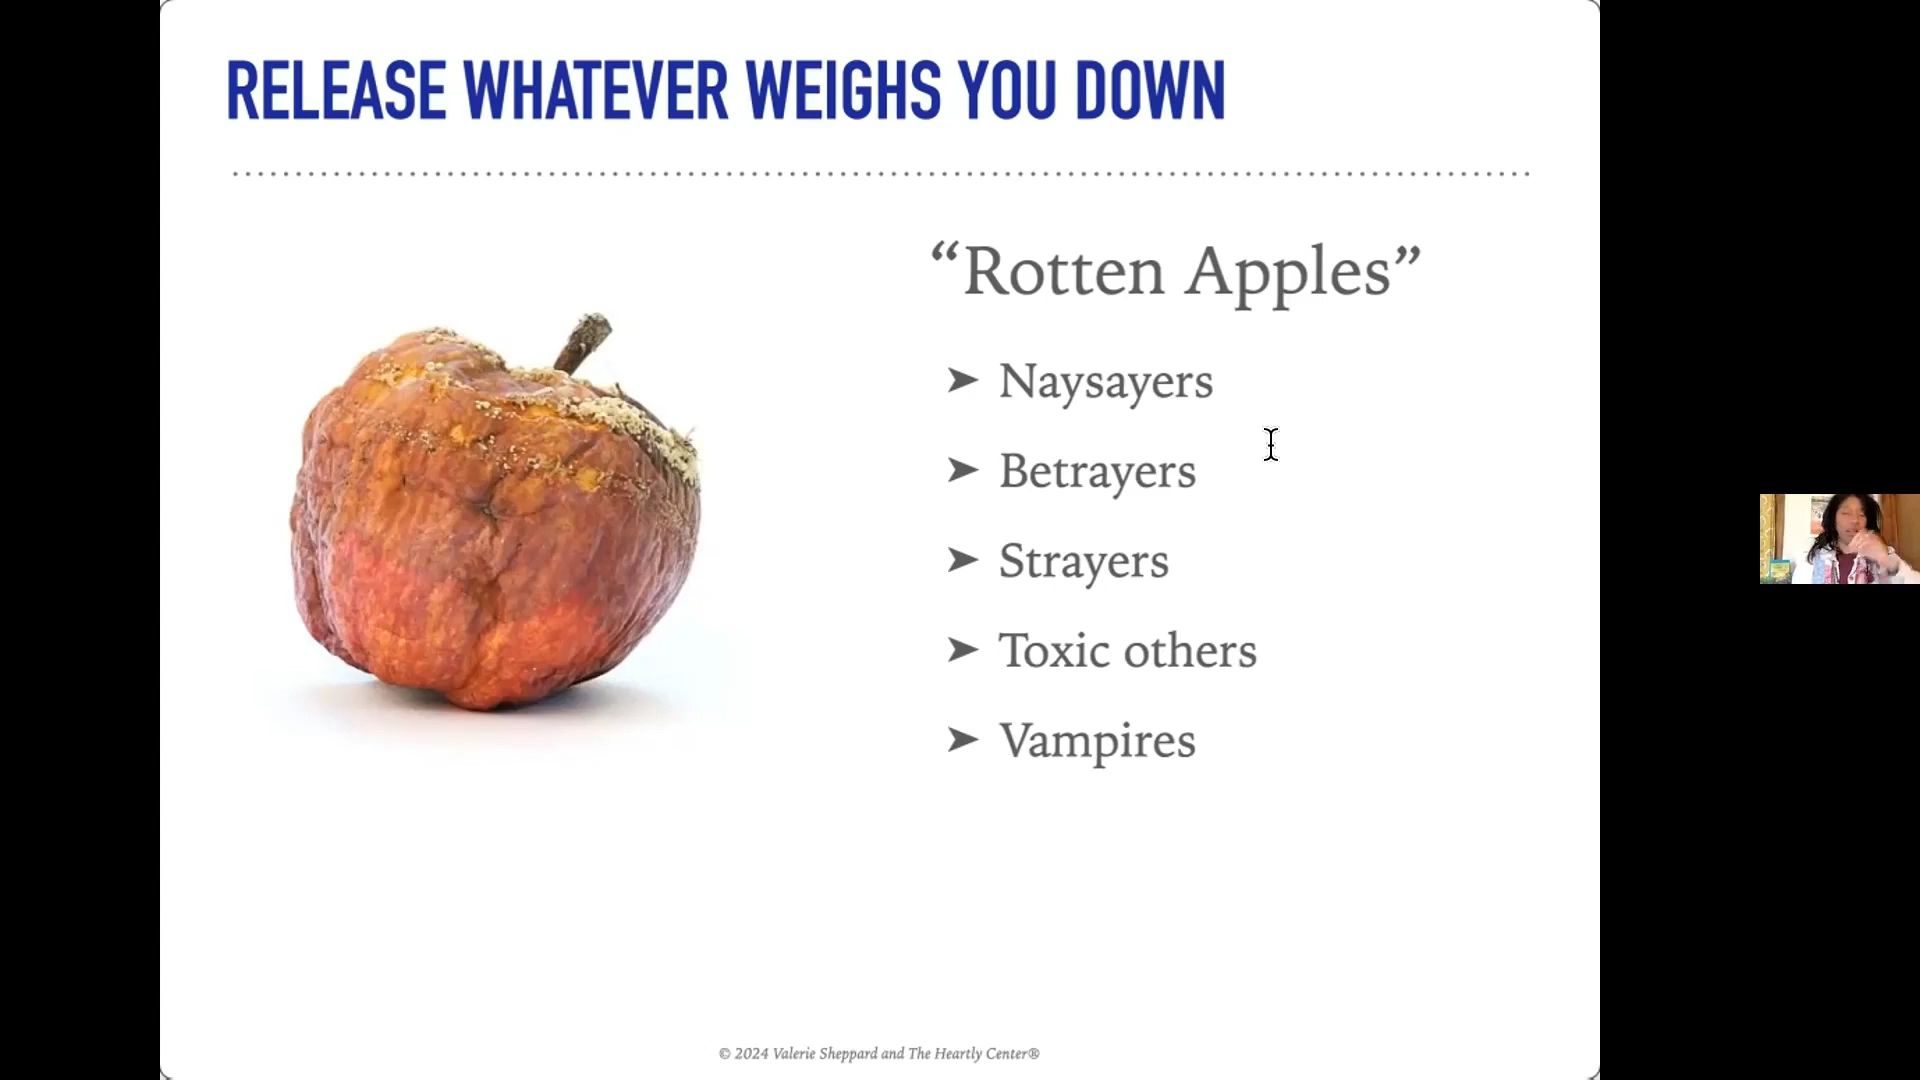 RELEASE WHATEVER WEIGHS YOU DOWN
“Rotten Apples”
➤ Naysayers
➤ Betrayers
➤ Strayers
➤ Toxic others
➤ Vampires
© 2024 Valerie Sheppard and The Heartly Center®